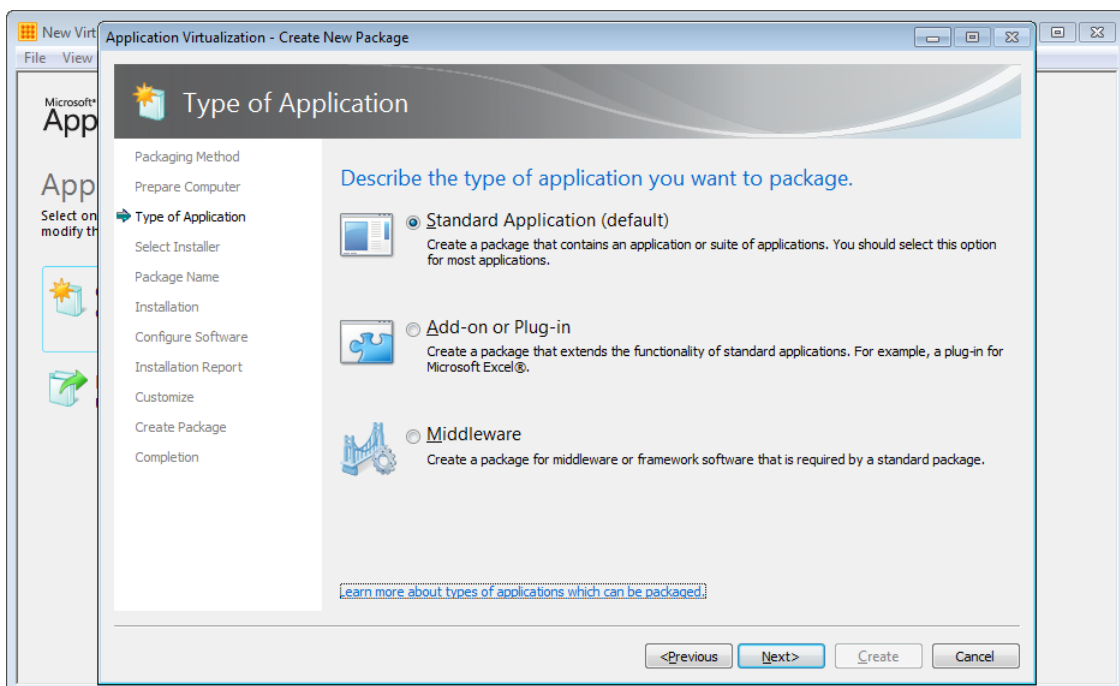 New Virt
File View
Microsoft®
App
App
Select on
modify th
Application Virtualization - Create New Package
Type of Application
Packaging Method
Prepare Computer
Type of Application
Select Installer
Package Name
Installation
Configure Software
Installation Report
Customize
Create Package
Completion
Describe the type of application you want to package.
Standard Application (default)
Create a package that contains an application or suite of applications. You should select this option
for most applications.
Add-on or Plug-in
Create a package that extends the functionality of standard applications. For example, a plug-in for
Microsoft Excel®.
Middleware
Create a package for middleware or framework software that is required by a standard package.
Learn more about types of applications which can be packaged.
<Previous Next> Create Cancel